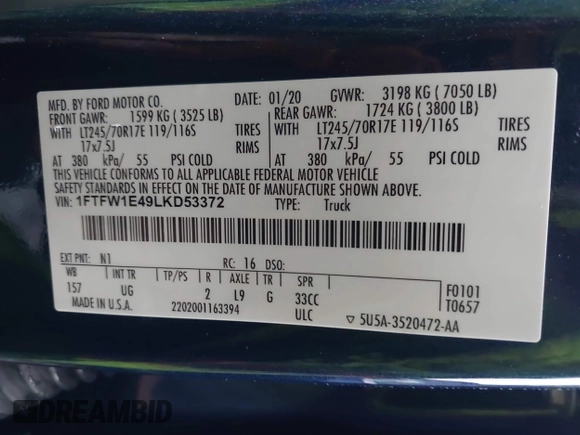 MFD. BY FORD MOTOR CO.
DATE: 01/20 GVWR: 3198 KG ( 7050 LB)
FRONT GAWR: 1599 KG ( 3525 LB)
REAR GAWR: 1724 KG ( 3800 LB)
WITH LT245/70R17E 119/116S TIRES
WITH LT245/70R17E 119/116S TIRES
17x7.5J RIMS
17x7.5J RIMS
AT 380 kPa/ 55 PSI COLD
AT 380 kPa/ 55 PSI COLD
THIS VEHICLE CONFORMS TO ALL APPLICABLE FEDERAL MOTOR VEHICLE
SAFETY STANDARDS IN EFFECT ON THE DATE OF MANUFACTURE SHOWN ABOVE.
VIN: 1FTFW1E49LKD53372 TYPE: Truck
EXT PNT: N1 RC: 16 DSO:
WB INT TR TP/PS R AXLE TR SPR F0101
157 UG 2 L9 G 33CC T0657
MADE IN U.S.A. 2202001163394 ULC ▽ 5U5A-3520472-AA
DREAMBID